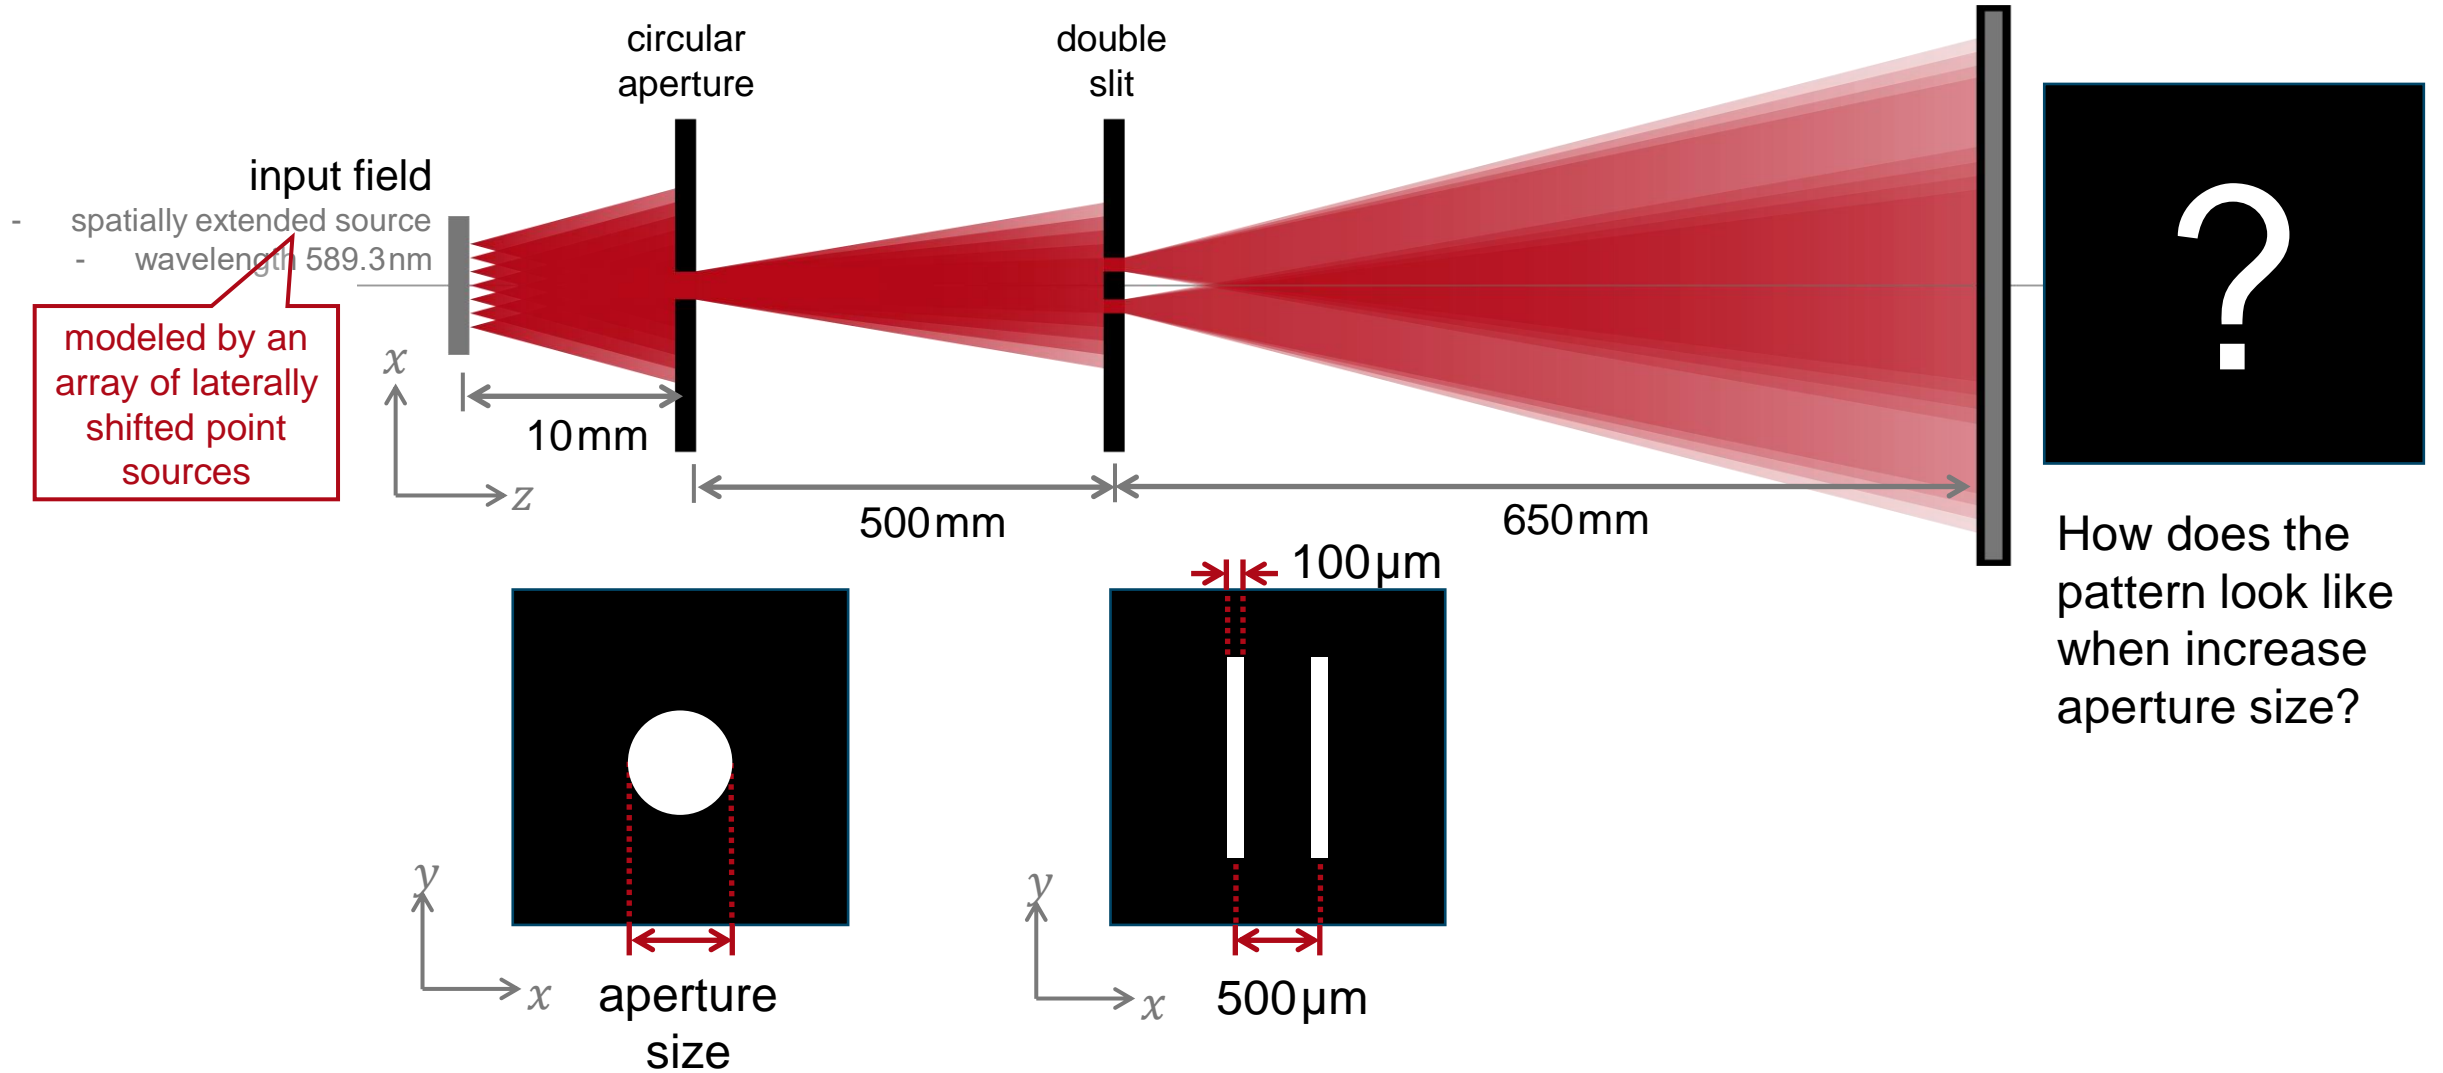 circular
aperture
double
slit
input field
- spatially extended source
- wavelength 589.3nm
modeled by an
array of laterally
shifted point
sources
x
z
10mm
500mm
650mm
?
How does the
pattern look like
when increase
aperture size?
100µm
y
x
aperture
size
y
x
500µm